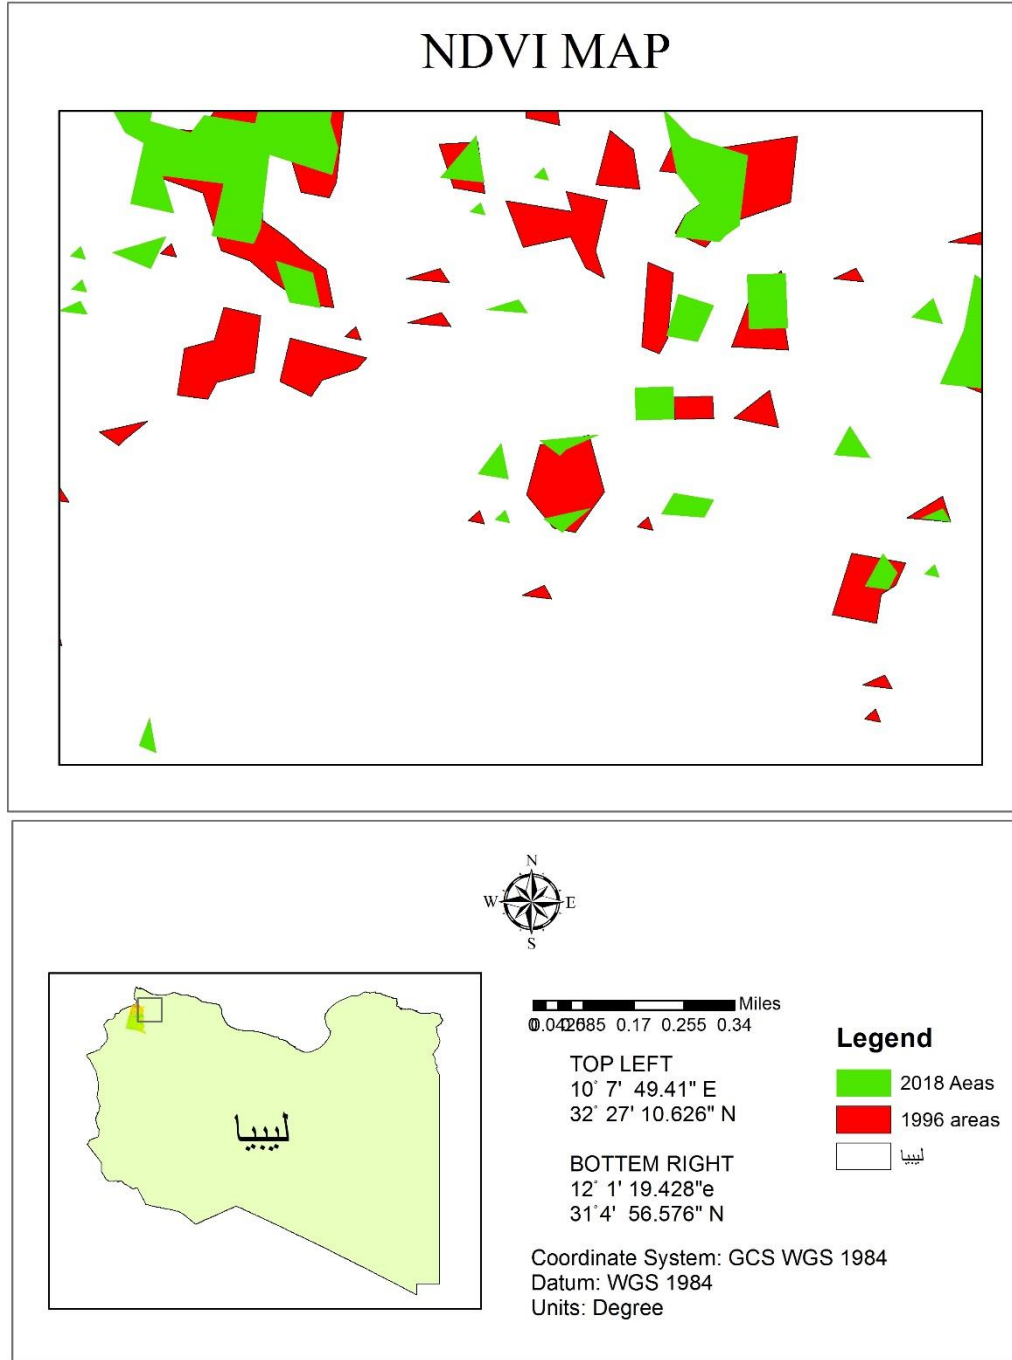 NDVI MAP
N
W E
S
ليبيا
Miles
0 0.17 0.255 0.34
TOP LEFT
10° 7' 49.41" E
32° 27' 10.626" N
BOTTEM RIGHT
12° 1' 19.428"e
31°4' 56.576" N
Coordinate System: GCS WGS 1984
Datum: WGS 1984
Units: Degree
Legend
2018 Aeas
1996 areas
ليبيا